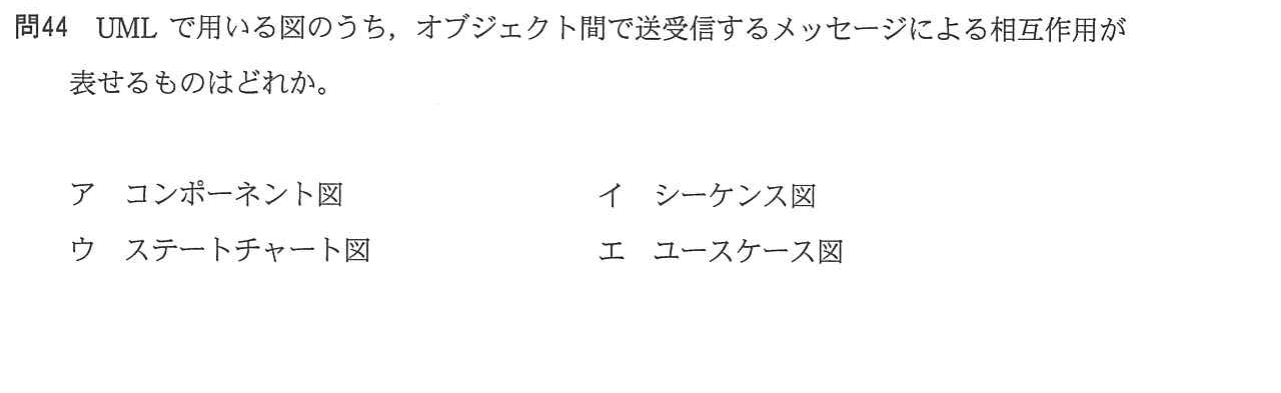 問44 UML で用いる図のうち，オブジェクト間で送受信するメッセージによる相互作用が
表せるものはどれか。
ア コンポーネント図 イ シーケンス図
ウ ステートチャート図 エ ユースケース図